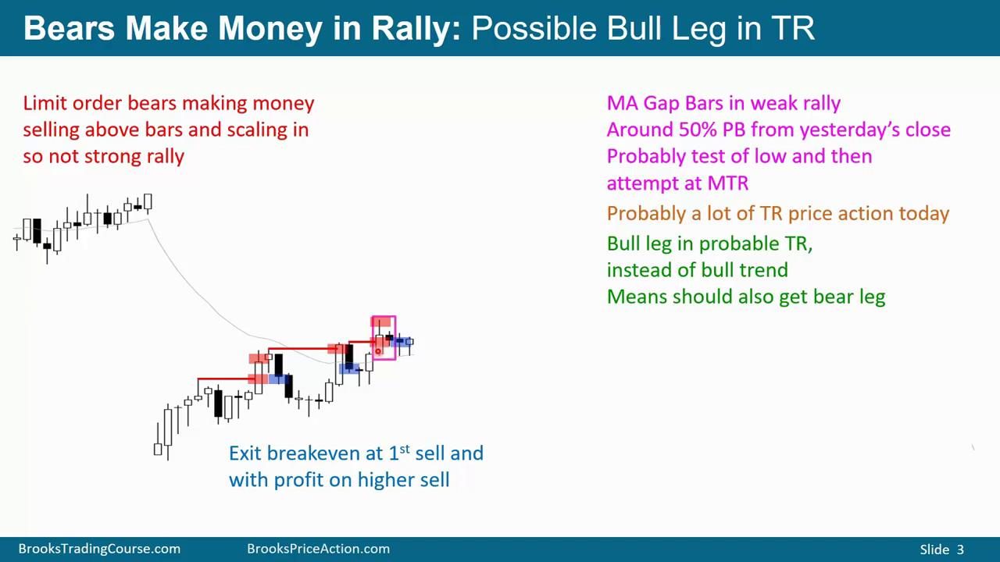 Bears Make Money in Rally: Possible Bull Leg in TR
Limit order bears making money
selling above bars and scaling in
so not strong rally
MA Gap Bars in weak rally
Around 50% PB from yesterday’s close
Probably test of low and then
attempt at MTR
Probably a lot of TR price action today
Bull leg in probable TR,
instead of bull trend
Means should also get bear leg
Exit breakeven at 1st sell and
with profit on higher sell
BrooksTradingCourse.com
BrooksPriceAction.com
Slide 3